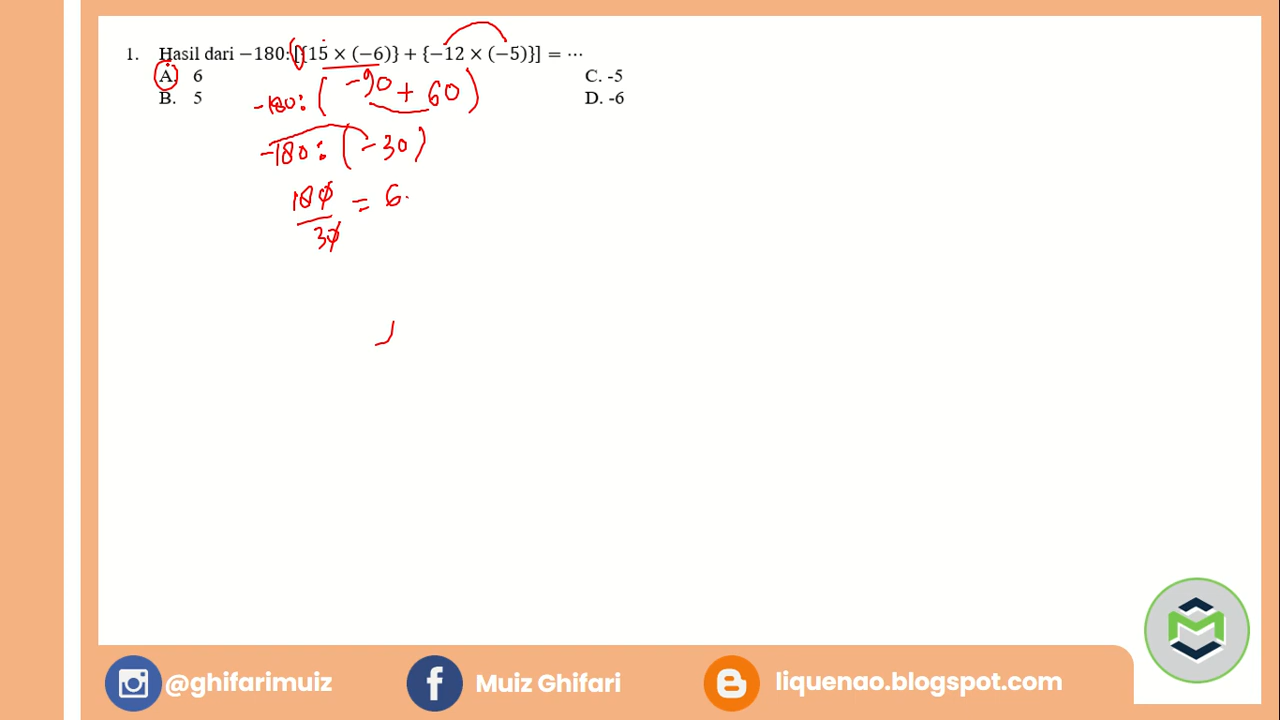 1. Hasil dari −180: [{15 × (−6)} + {−12 × (−5)}] = ⋯
A. 6
C. -5
B. 5
D. -6
-180 : ( -90 + 60 )
-180 : ( -30 )
180
30
= 6.
@ghifarimuiz
Muiz Ghifari
liquenao.blogspot.com